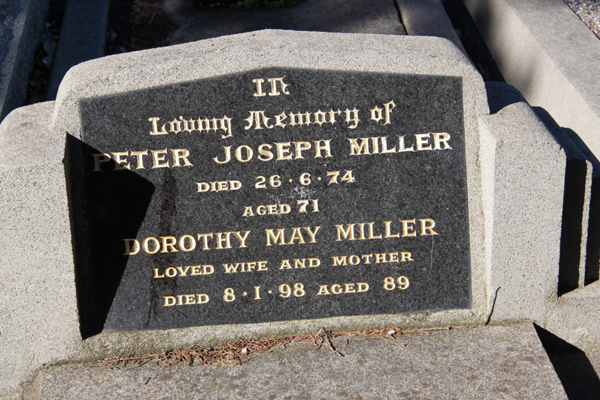 IN
Loving Memory of
PETER JOSEPH MILLER
DIED 26·6·74
AGED 71
DOROTHY MAY MILLER
LOVED WIFE AND MOTHER
DIED 8·1·98 AGED 89